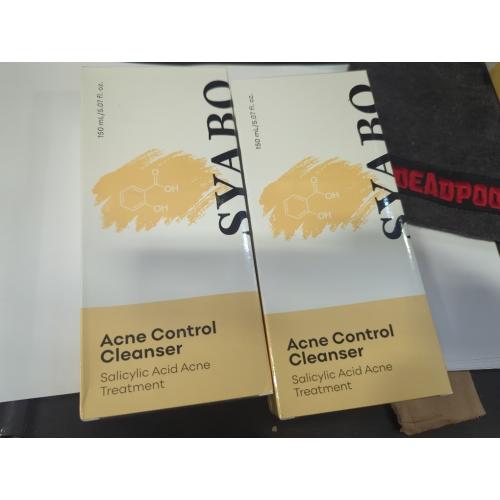 150 mL/5.07 fl. oz.
SYABO
O
OH
OH
Acne Control
Cleanser
Salicylic Acid Acne
Treatment
150 mL/5.07 fl. oz.
SYABO
O
OH
OH
Acne Control
Cleanser
Salicylic Acid Acne
Treatment
DEADPOO